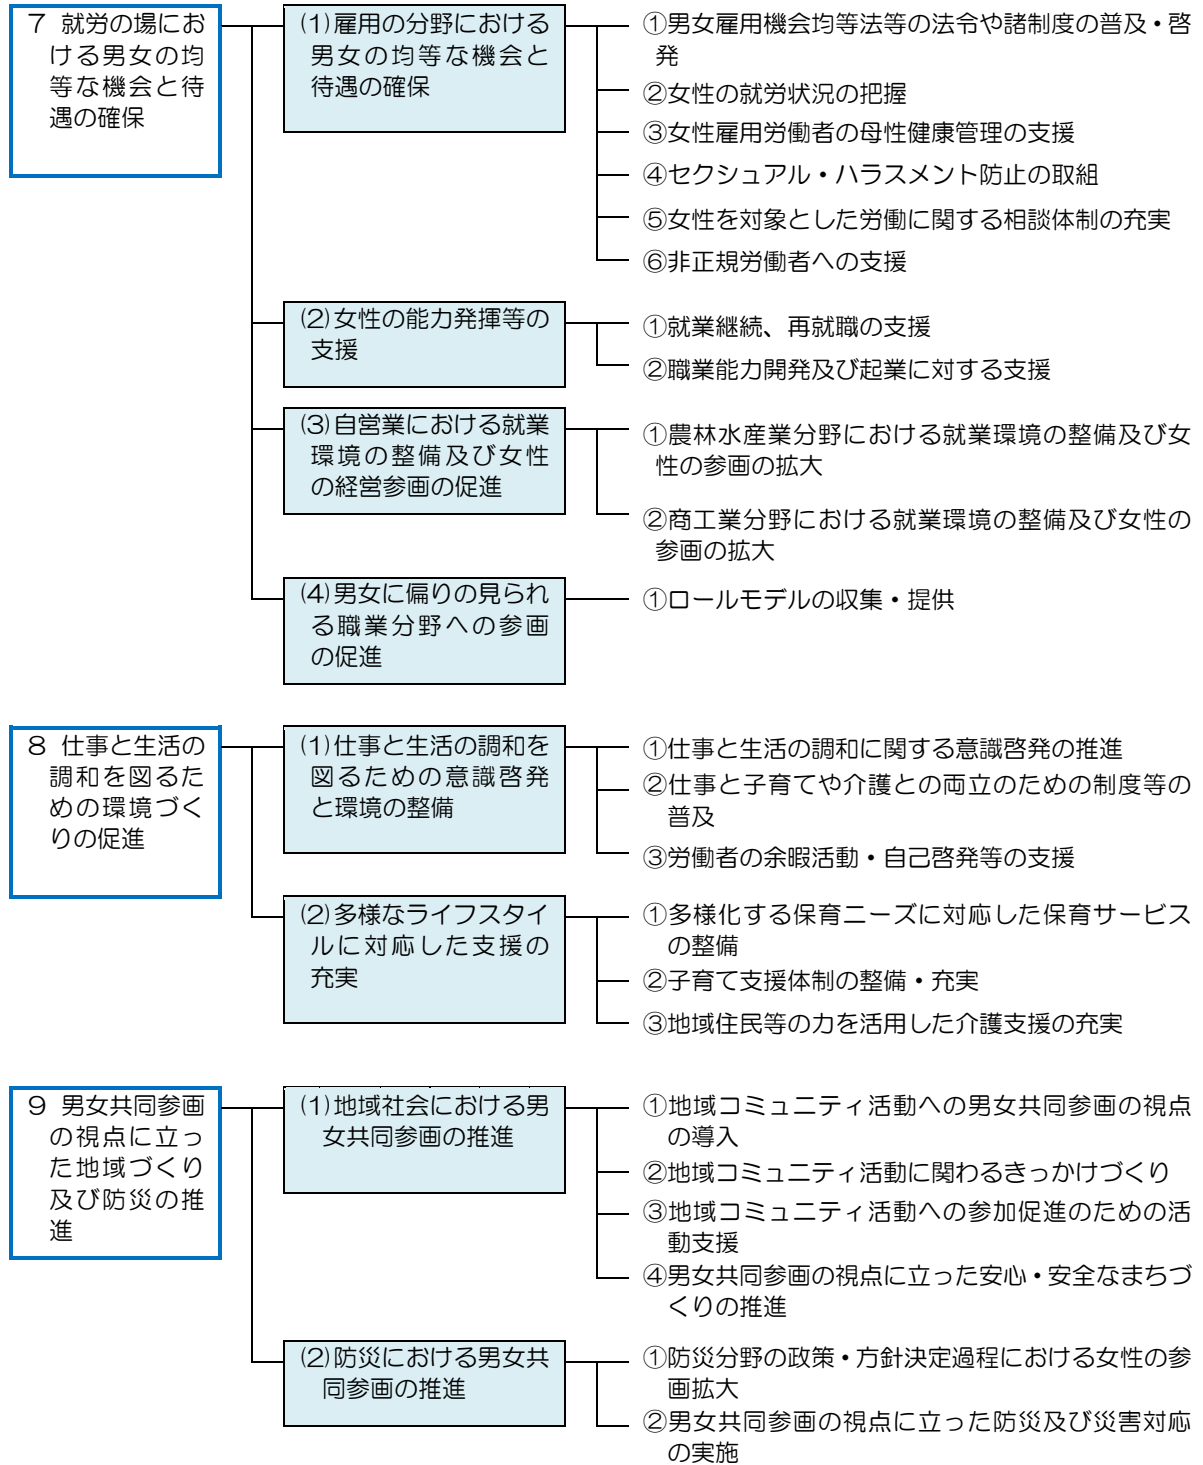 7 就労の場にお
ける男女の均
等な機会と待
遇の確保
(1)雇用の分野における
男女の均等な機会と
待遇の確保
①男女雇用機会均等法等の法令や諸制度の普及・啓
発
②女性の就労状況の把握
③女性雇用労働者の母性健康管理の支援
④セクシュアル・ハラスメント防止の取組
⑤女性を対象とした労働に関する相談体制の充実
⑥非正規労働者への支援
(2)女性の能力発揮等の
支援
①就業継続、再就職の支援
②職業能力開発及び起業に対する支援
(3)自営業における就業
環境の整備及び女性
の経営参画の促進
①農林水産業分野における就業環境の整備及び女
性の参画の拡大
②商工業分野における就業環境の整備及び女性の
参画の拡大
(4)男女に偏りの見られ
る職業分野への参画
の促進
①ロールモデルの収集・提供
8 仕事と生活の
調和を図るた
めの環境づく
りの促進
(1)仕事と生活の調和を
図るための意識啓発
と環境の整備
①仕事と生活の調和に関する意識啓発の推進
②仕事と子育てや介護との両立のための制度等の
普及
③労働者の余暇活動・自己啓発等の支援
(2)多様なライフスタイ
ルに対応した支援の
充実
①多様化する保育ニーズに対応した保育サービス
の整備
②子育て支援体制の整備・充実
③地域住民等の力を活用した介護支援の充実
9 男女共同参画
の視点に立っ
た地域づくり
及び防災の推
進
(1)地域社会における男
女共同参画の推進
①地域コミュニティ活動への男女共同参画の視点
の導入
②地域コミュニティ活動に関わるきっかけづくり
③地域コミュニティ活動への参加促進のための活
動支援
④男女共同参画の視点に立った安心・安全なまちづ
くりの推進
(2)防災における男女共
同参画の推進
①防災分野の政策・方針決定過程における女性の参
画拡大
②男女共同参画の視点に立った防災及び災害対応
の実施